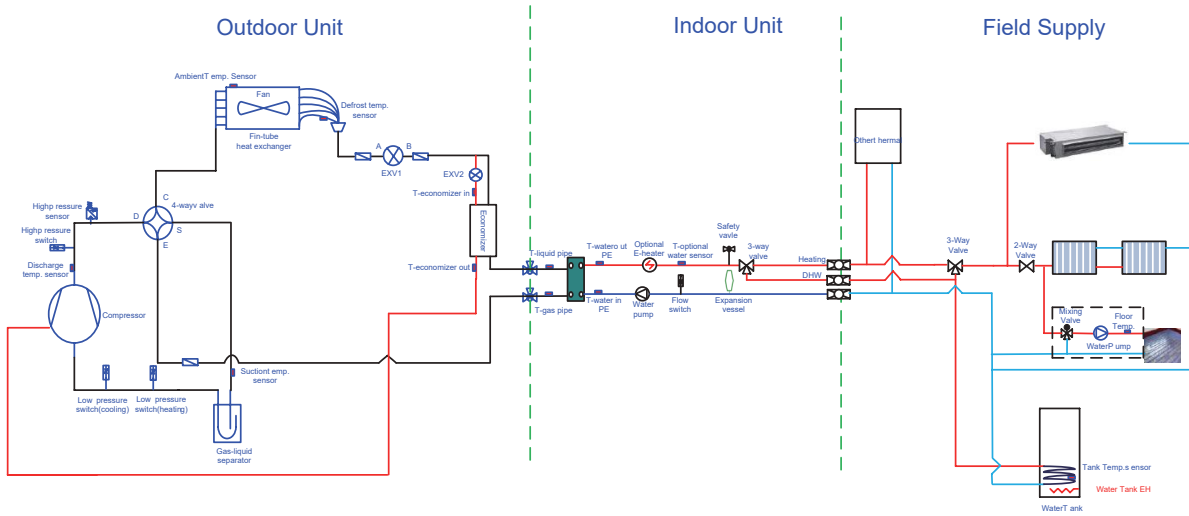 Outdoor Unit
Indoor Unit
Field Supply
AmbientT emp. Sensor
Fan
Fin-tube
heat exchanger
Defrost temp.
sensor
A
B
EXV1
EXV2
T-economizer in
Economizer
T-economizer out
Highp ressure
sensor
Highp ressure
switch
Discharge
temp. sensor
C
4-wayv alve
D
S
E
Compressor
Low pressure
switch(cooling)
Low pressure
switch(heating)
Suctiont emp.
sensor
Gas-liquid
separator
T-liquid pipe
T-gas pipe
T-watero ut
PE
Optional
E-heater
T-optional
water sensor
Safety
vavle
3-way
valve
Heating
DHW
T-water in
PE
Water
pump
Flow
switch
Expansion
vessel
Othert herma
3-Way
Valve
2-Way
Valve
Mixing
Valve
Floor
Temp.
WaterP ump
Tank Temp.s ensor
Water Tank EH
WaterT ank